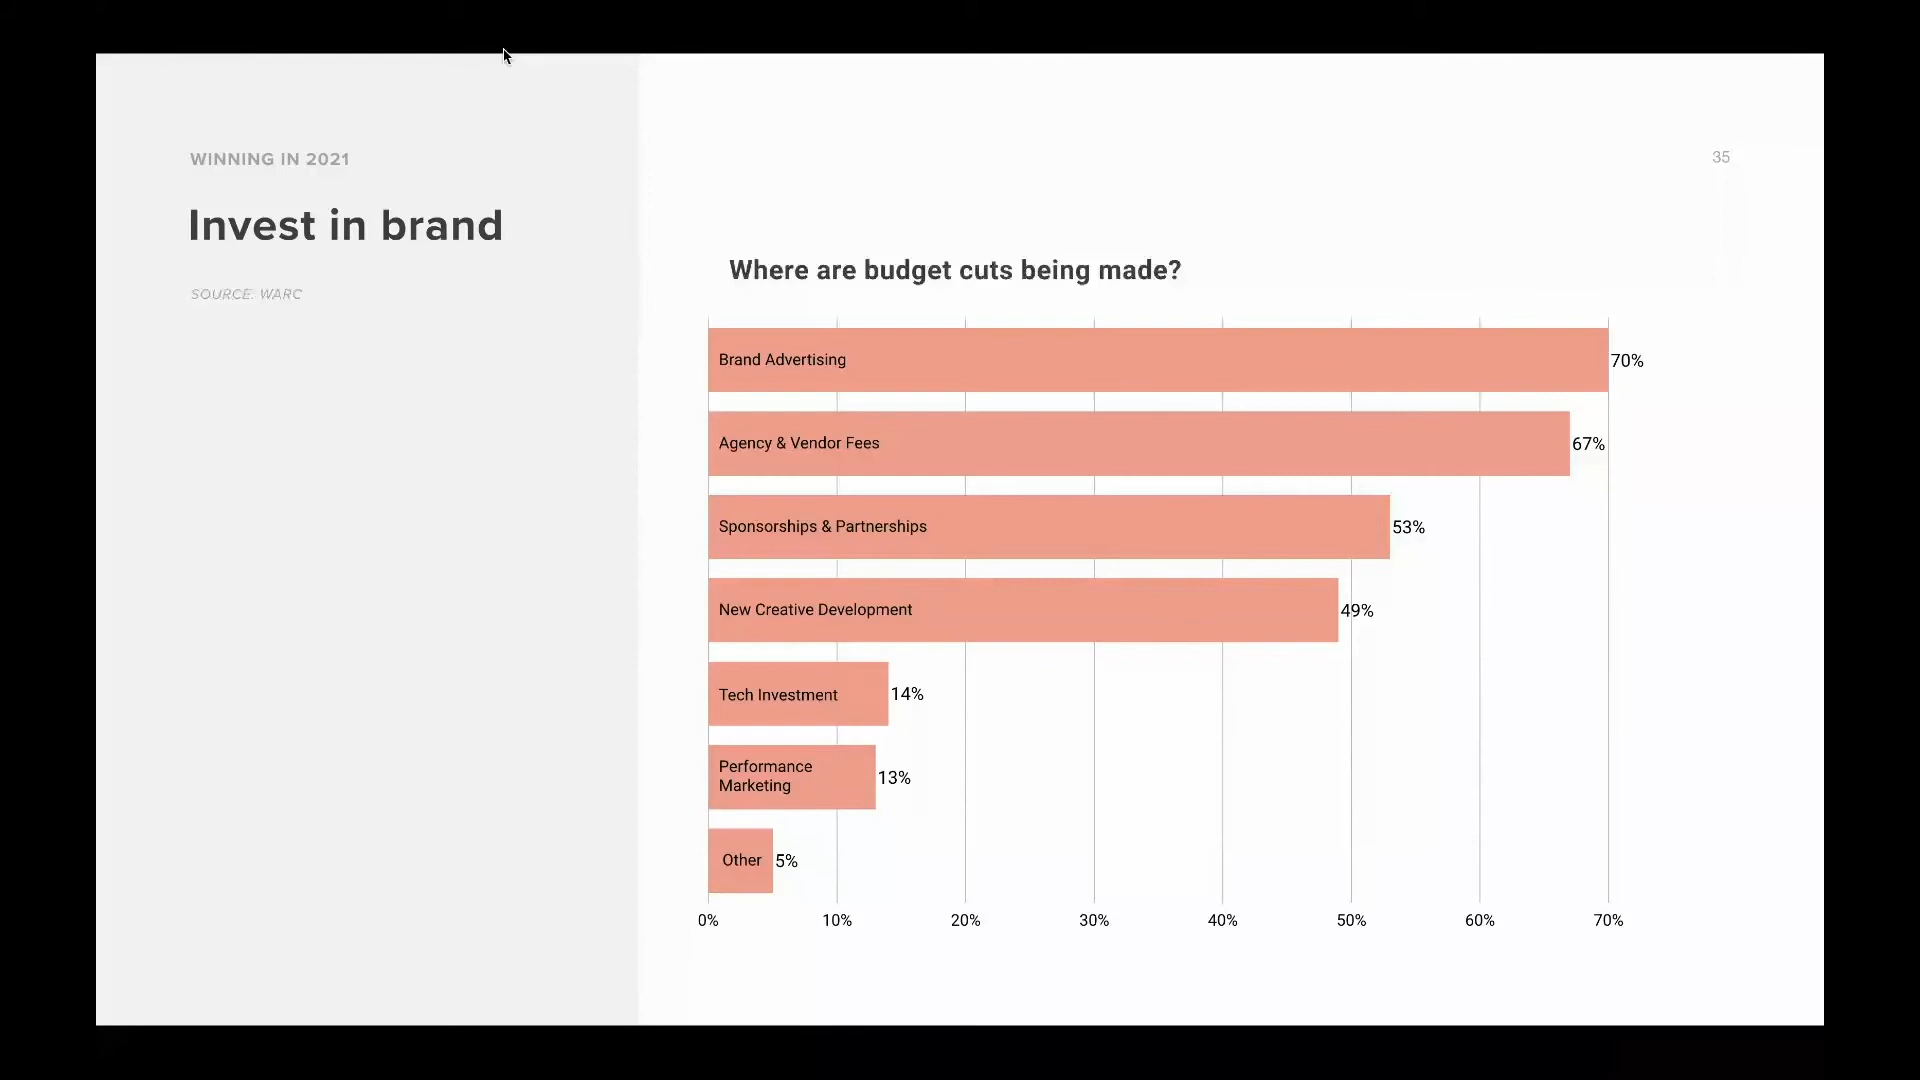 WINNING IN 2021
Invest in brand
SOURCE: WARC
35
Where are budget cuts being made?
Brand Advertising 70%
Agency & Vendor Fees 67%
Sponsorships & Partnerships 53%
New Creative Development 49%
Tech Investment 14%
Performance
Marketing 13%
Other 5%
0% 10% 20% 30% 40% 50% 60% 70%